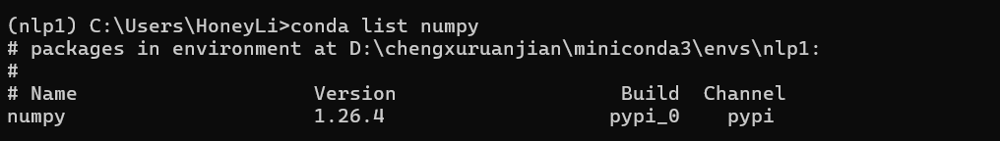 (nlp1) C:\Users\HoneyLi>conda list numpy
# packages in environment at D:\chengxuruanjian\miniconda3\envs\nlp1:
#
# Name                    Version                   Build  Channel
numpy                     1.26.4                   pypi_0    pypi